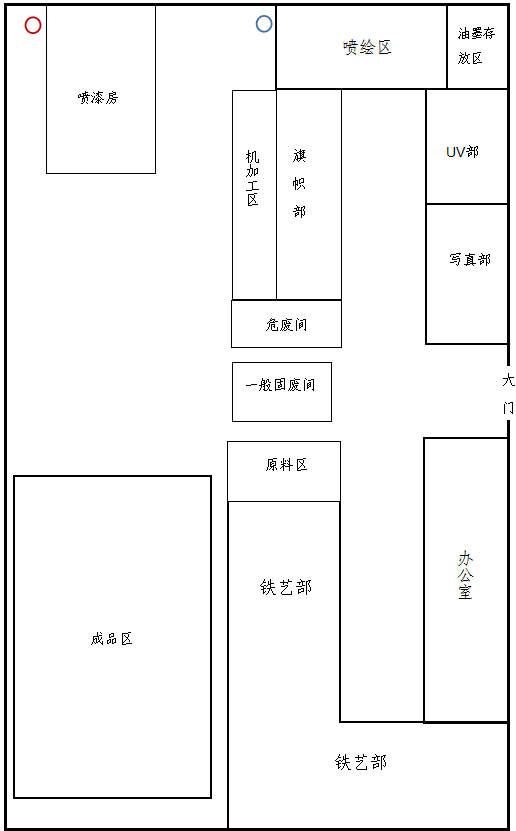 喷绘区
油墨存
放区
喷漆房
机加工区
旗帜部
UV部
写真部
危废间
大门
一般固废间
原料区
办公室
铁艺部
成品区
铁艺部